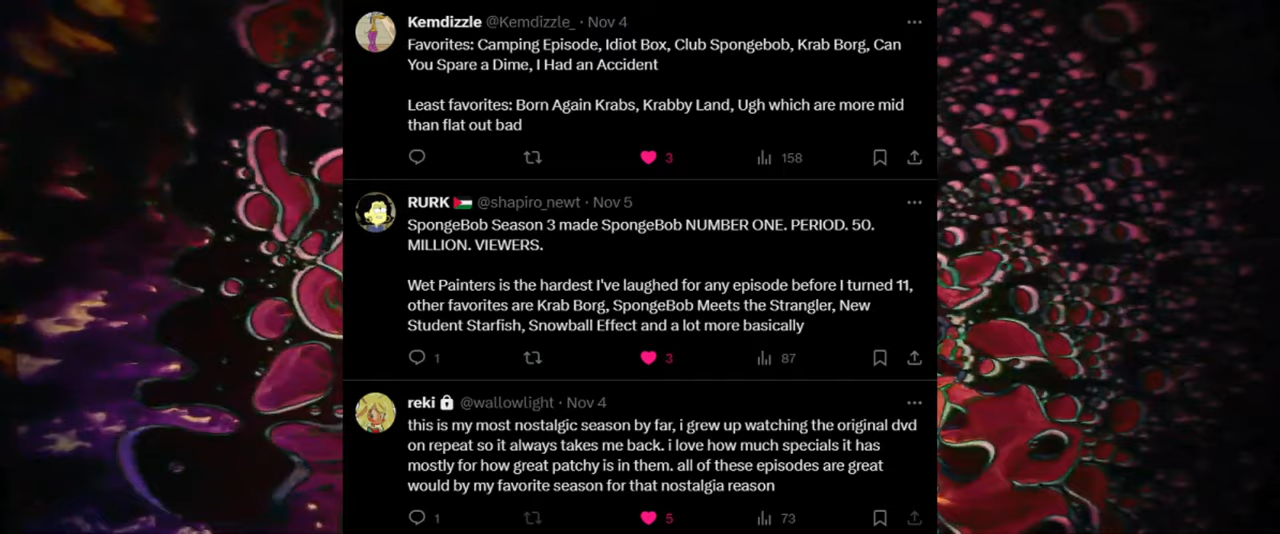 Kemdizzle @Kemdizzle_ · Nov 4
Favorites: Camping Episode, Idiot Box, Club Spongebob, Krab Borg, Can
You Spare a Dime, I Had an Accident
Least favorites: Born Again Krabs, Krabby Land, Ugh which are more mid
than flat out bad
3 158
RURK 🇵🇸 @shapiro_newt · Nov 5
SpongeBob Season 3 made SpongeBob NUMBER ONE. PERIOD. 50.
MILLION. VIEWERS.
Wet Painters is the hardest I've laughed for any episode before I turned 11,
other favorites are Krab Borg, SpongeBob Meets the Strangler, New
Student Starfish, Snowball Effect and a lot more basically
1 3 87
reki 🔒 @wallowlight · Nov 4
this is my most nostalgic season by far, i grew up watching the original dvd
on repeat so it always takes me back. i love how much specials it has
mostly for how great patchy is in them. all of these episodes are great
would by my favorite season for that nostalgia reason
1 5 73